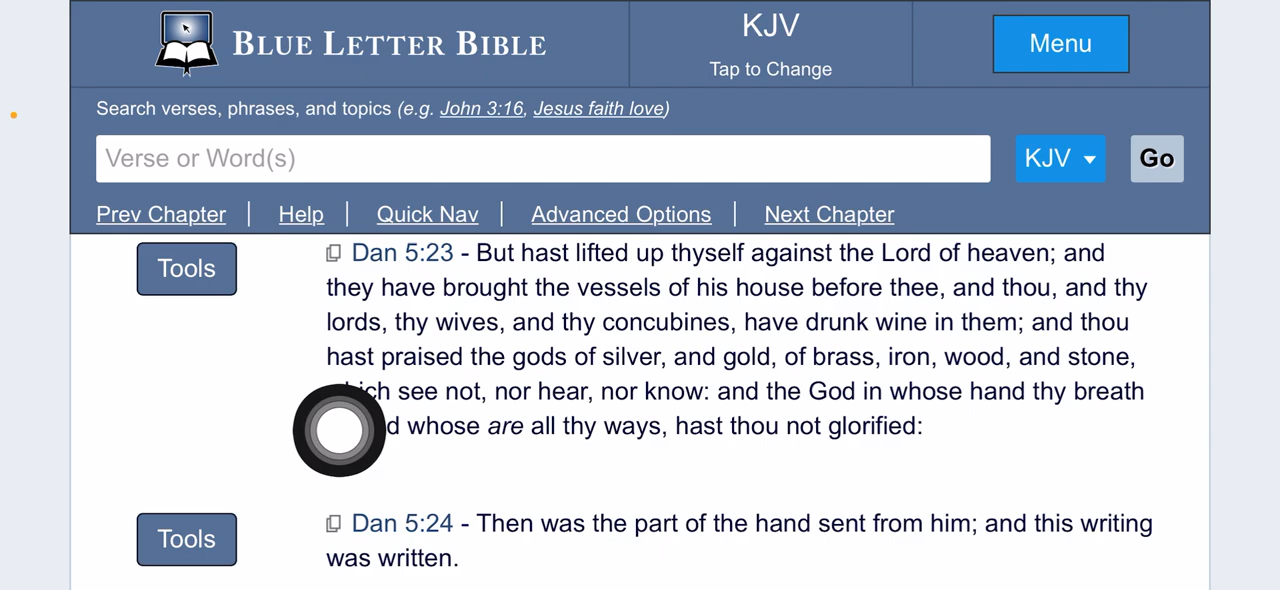 BLUE LETTER BIBLE
KJV
Tap to Change
Menu
Search verses, phrases, and topics (e.g. John 3:16, Jesus faith love)
Verse or Word(s)
KJV
Go
Prev Chapter | Help | Quick Nav | Advanced Options | Next Chapter
Tools
Dan 5:23 - But hast lifted up thyself against the Lord of heaven; and
they have brought the vessels of his house before thee, and thou, and thy
lords, thy wives, and thy concubines, have drunk wine in them; and thou
hast praised the gods of silver, and gold, of brass, iron, wood, and stone,
see not, nor hear, nor know: and the God in whose hand thy breath
whose are all thy ways, hast thou not glorified:
Tools
Dan 5:24 - Then was the part of the hand sent from him; and this writing
was written.